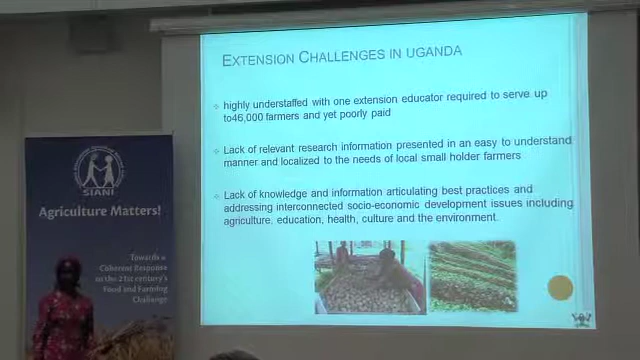 EXTENSION CHALLENGES IN UGANDA
highly understaffed with one extension educator required to serve up
to46,000 farmers and yet poorly paid
Lack of relevant research information presented in an easy to understand
manner and localized to the needs of local small holder farmers
Lack of knowledge and information articulating best practices and
addressing interconnected socio-economic development issues including
agriculture, education, health, culture and the environment.
SIANI
Agriculture Matters!
Towards a
Coherent Response
to the 21st century's
Food and Farming
Challenge